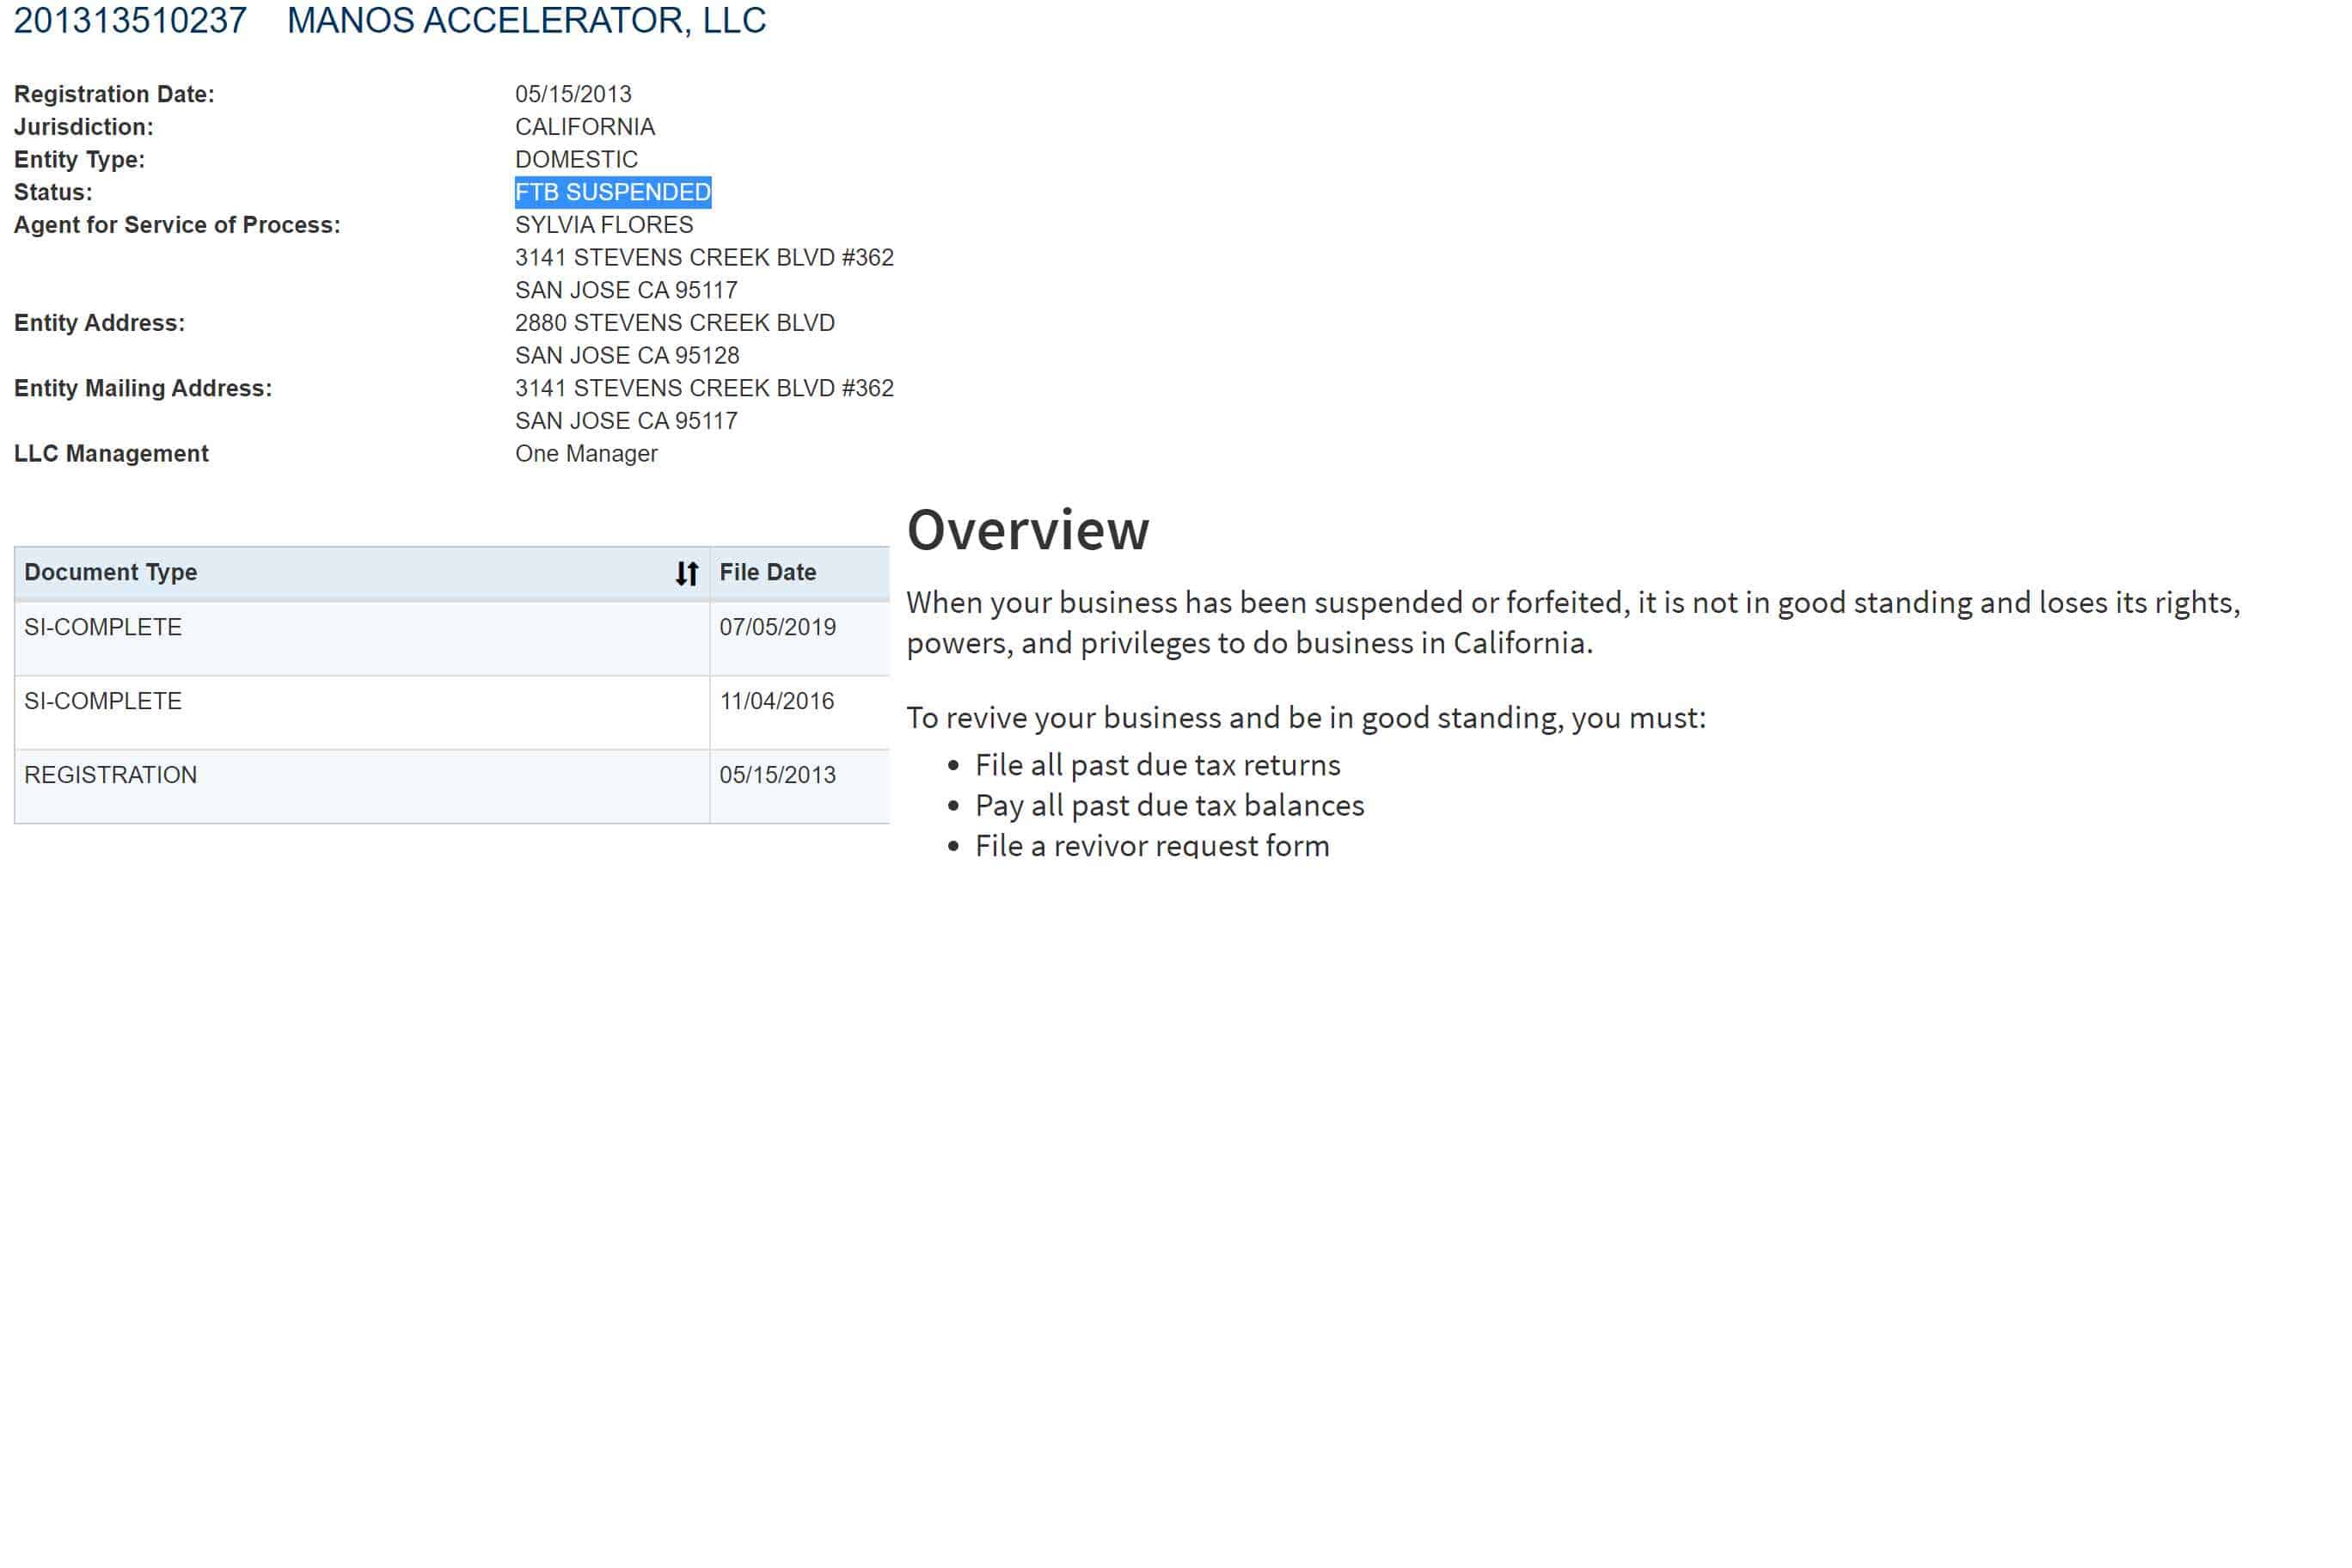 201313510237 MANOS ACCELERATOR, LLC
Registration Date: 05/15/2013
Jurisdiction: CALIFORNIA
Entity Type: DOMESTIC
Status: FTB SUSPENDED
Agent for Service of Process: SYLVIA FLORES
3141 STEVENS CREEK BLVD #362
SAN JOSE CA 95117
Entity Address: 2880 STEVENS CREEK BLVD
SAN JOSE CA 95128
Entity Mailing Address: 3141 STEVENS CREEK BLVD #362
SAN JOSE CA 95117
LLC Management One Manager
Document Type File Date
SI-COMPLETE 07/05/2019
SI-COMPLETE 11/04/2016
REGISTRATION 05/15/2013
Overview
When your business has been suspended or forfeited, it is not in good standing and loses its rights,
powers, and privileges to do business in California.
To revive your business and be in good standing, you must:
• File all past due tax returns
• Pay all past due tax balances
• File a revivor request form